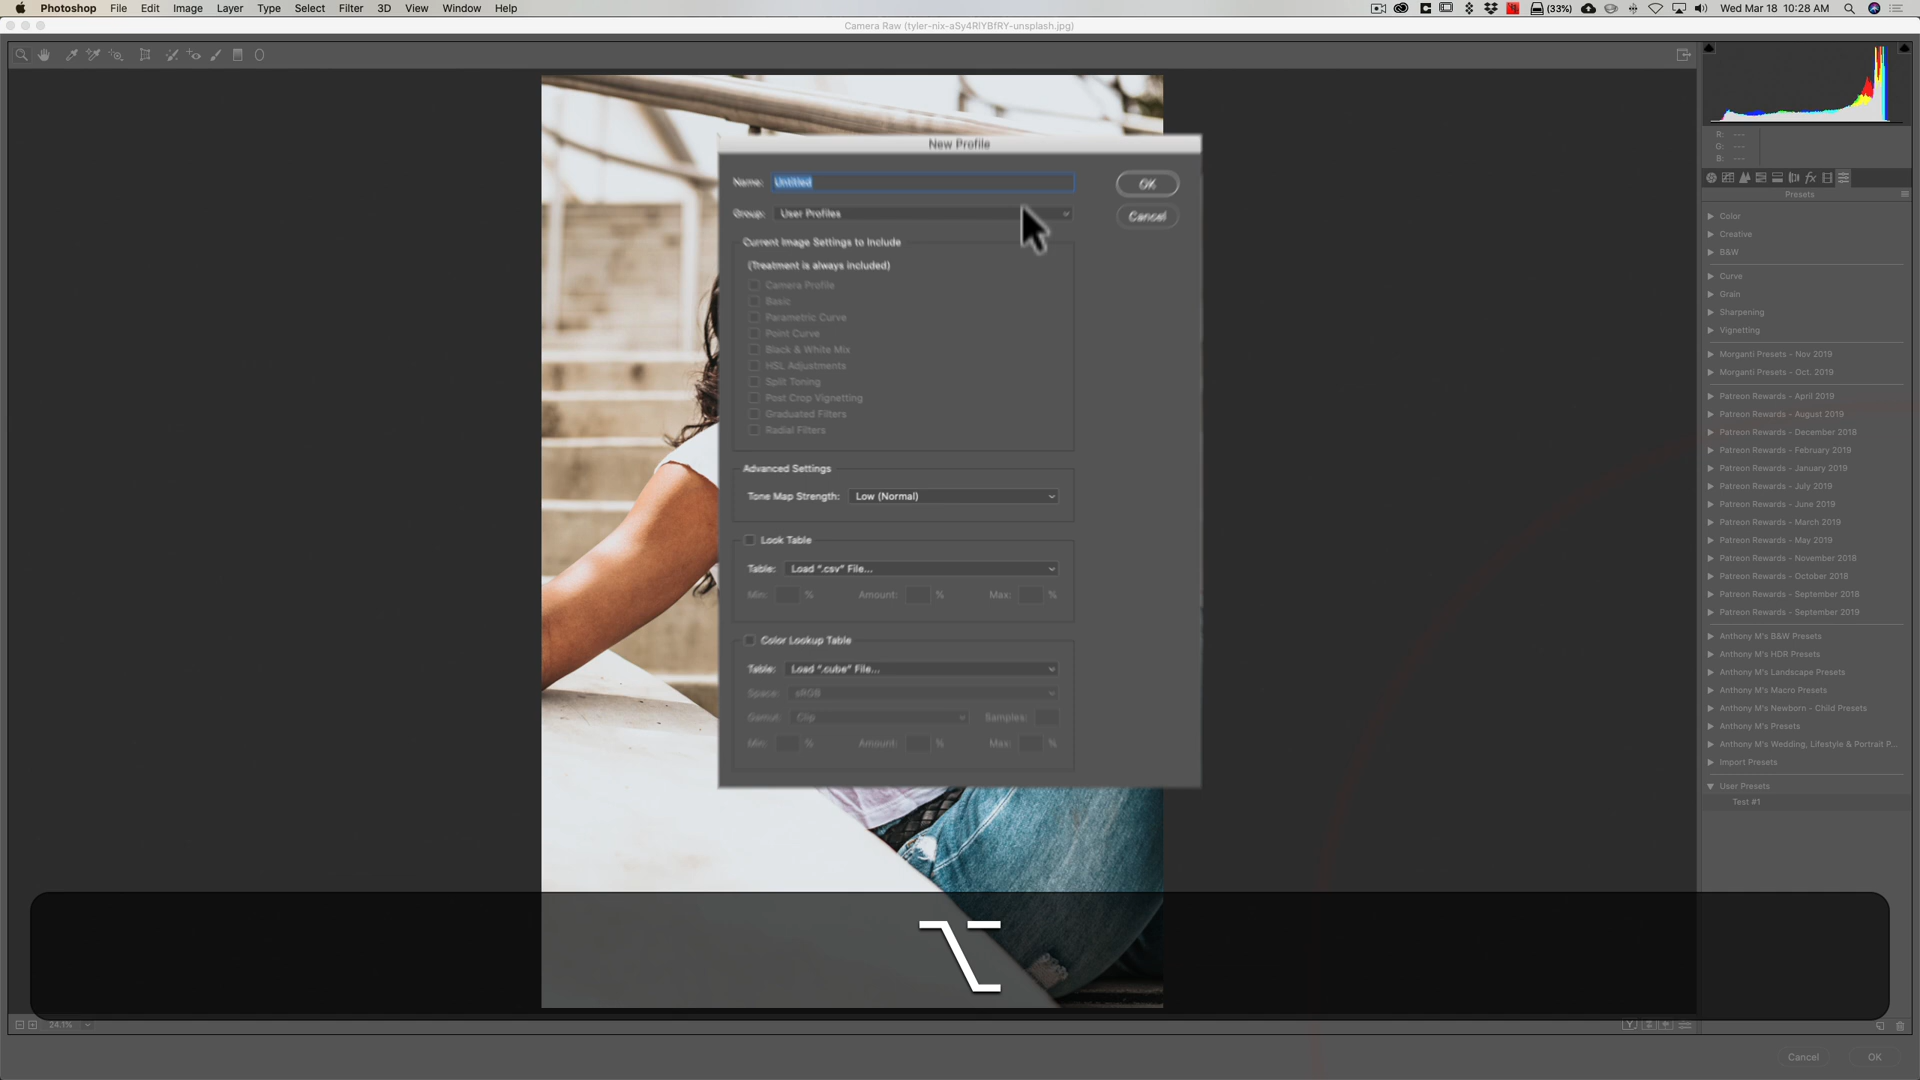 Photoshop File Edit Image Layer Type Select Filter 3D View Window Help (33%) Wed Mar 18 10:28 AM
Camera Raw (tyler-nix-aSy4RlYBfRY-unsplash.jpg)
New Profile
Name: Untitled OK
Group: User Profiles Cancel
Current Image Settings to Include
(Treatment is always included)
Camera Profile
Basic
Parametric Curve
Point Curve
Black & White Mix
HSL Adjustments
Split Toning
Post Crop Vignetting
Graduated Filters
Radial Filters
Advanced Settings
Tone Map Strength: Low (Normal)
Look Table
Table: Load ".csv" File...
Min: % Amount: % Max: %
Color Lookup Table
Table: Load ".cube" File...
Space: sRGB
Gamut: Clip Samples:
Min: % Amount: % Max: %
R: ---
G: ---
B: ---
fx
Presets
Color
Creative
B&W
Curve
Grain
Sharpening
Vignetting
Morganti Presets - Nov 2019
Morganti Presets - Oct. 2019
Patreon Rewards - April 2019
Patreon Rewards - August 2019
Patreon Rewards - December 2018
Patreon Rewards - February 2019
Patreon Rewards - January 2019
Patreon Rewards - July 2019
Patreon Rewards - June 2019
Patreon Rewards - March 2019
Patreon Rewards - May 2019
Patreon Rewards - November 2018
Patreon Rewards - October 2018
Patreon Rewards - September 2018
Patreon Rewards - September 2019
Anthony M's B&W Presets
Anthony M's HDR Presets
Anthony M's Landscape Presets
Anthony M's Macro Presets
Anthony M's Newborn - Child Presets
Anthony M's Presets
Anthony M's Wedding, Lifestyle & Portrait P...
Import Presets
User Presets
Test #1
24.1% Y
Cancel OK